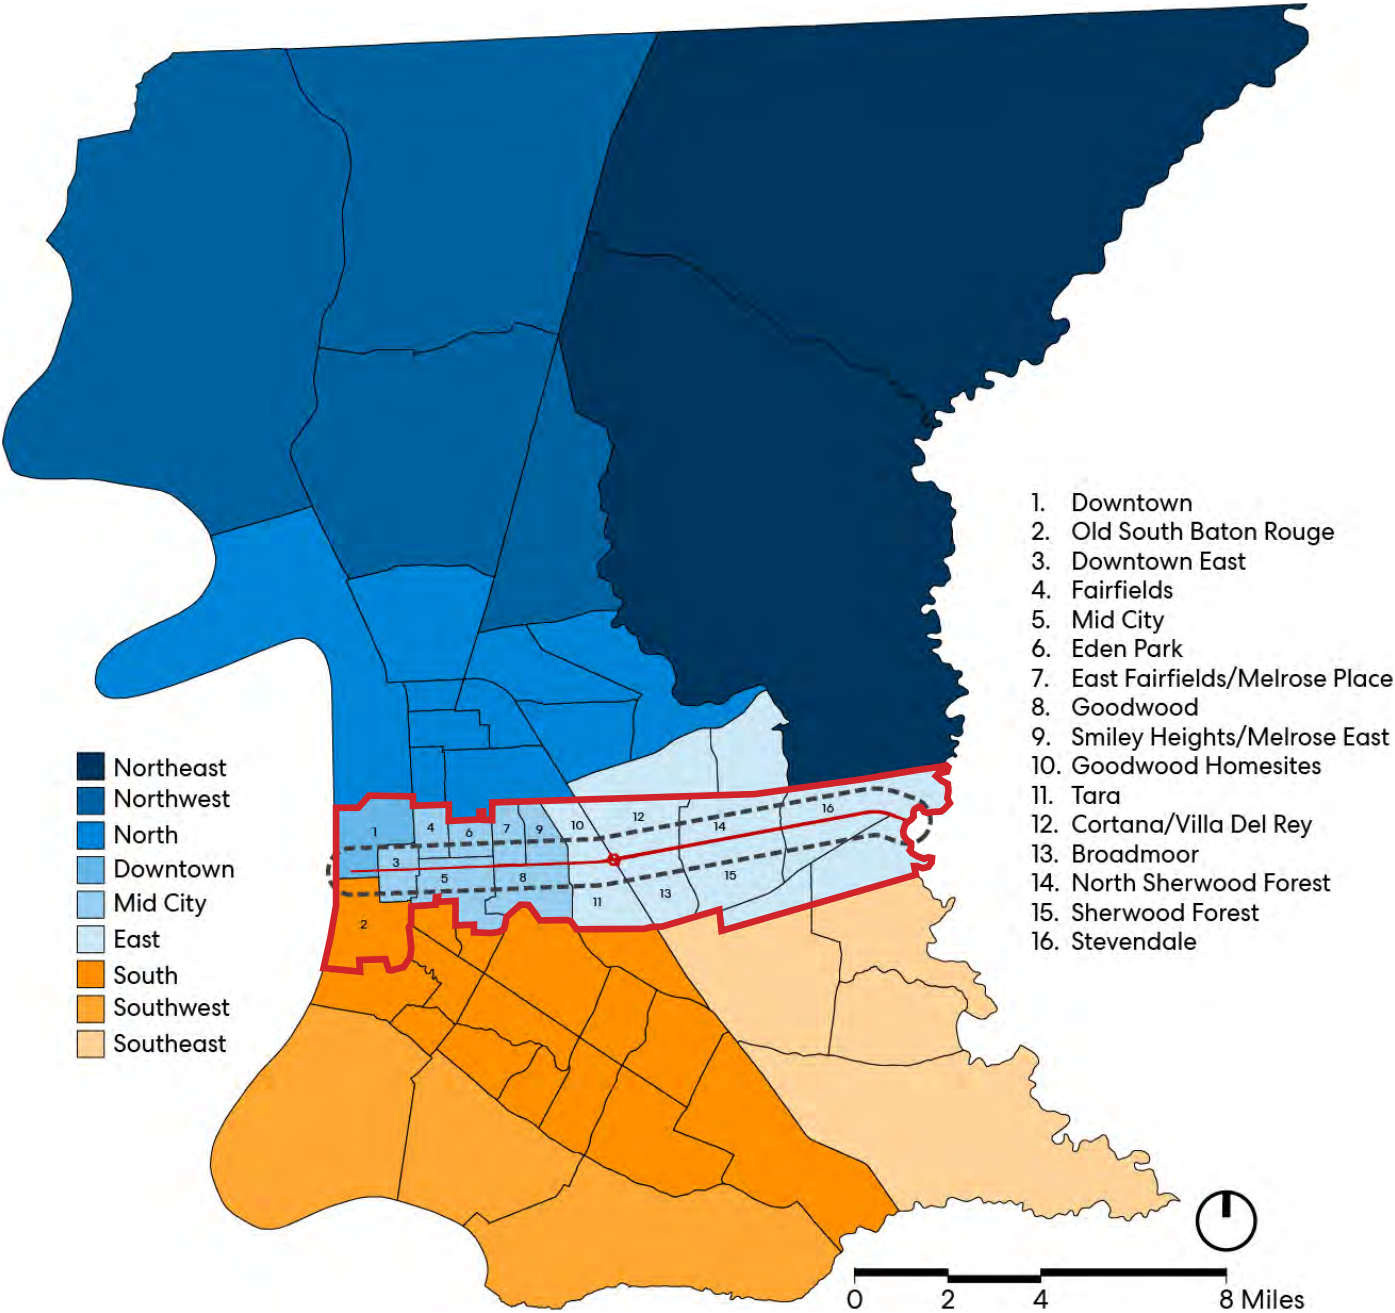 1. Downtown
2. Old South Baton Rouge
3. Downtown East
4. Fairfields
5. Mid City
6. Eden Park
7. East Fairfields/Melrose Place
8. Goodwood
9. Smiley Heights/Melrose East
10. Goodwood Homesites
11. Tara
12. Cortana/Villa Del Rey
13. Broadmoor
14. North Sherwood Forest
15. Sherwood Forest
16. Stevendale
Northeast
Northwest
North
Downtown
Mid City
East
South
Southwest
Southeast
1
4
6
7
9
10
12
14
16
3
5
8
11
13
15
2
0 2 4 8 Miles